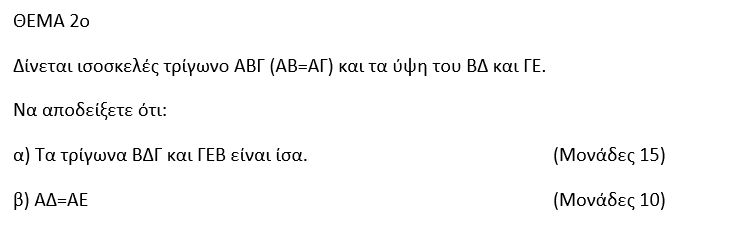 ΘΕΜΑ 2ο
Δίνεται ισοσκελές τρίγωνο ΑΒΓ (ΑΒ=ΑΓ) και τα ύψη του ΒΔ και ΓΕ.
Να αποδείξετε ότι:
α) Τα τρίγωνα ΒΔΓ και ΓΕΒ είναι ίσα. (Μονάδες 15)
β) ΑΔ=ΑΕ (Μονάδες 10)